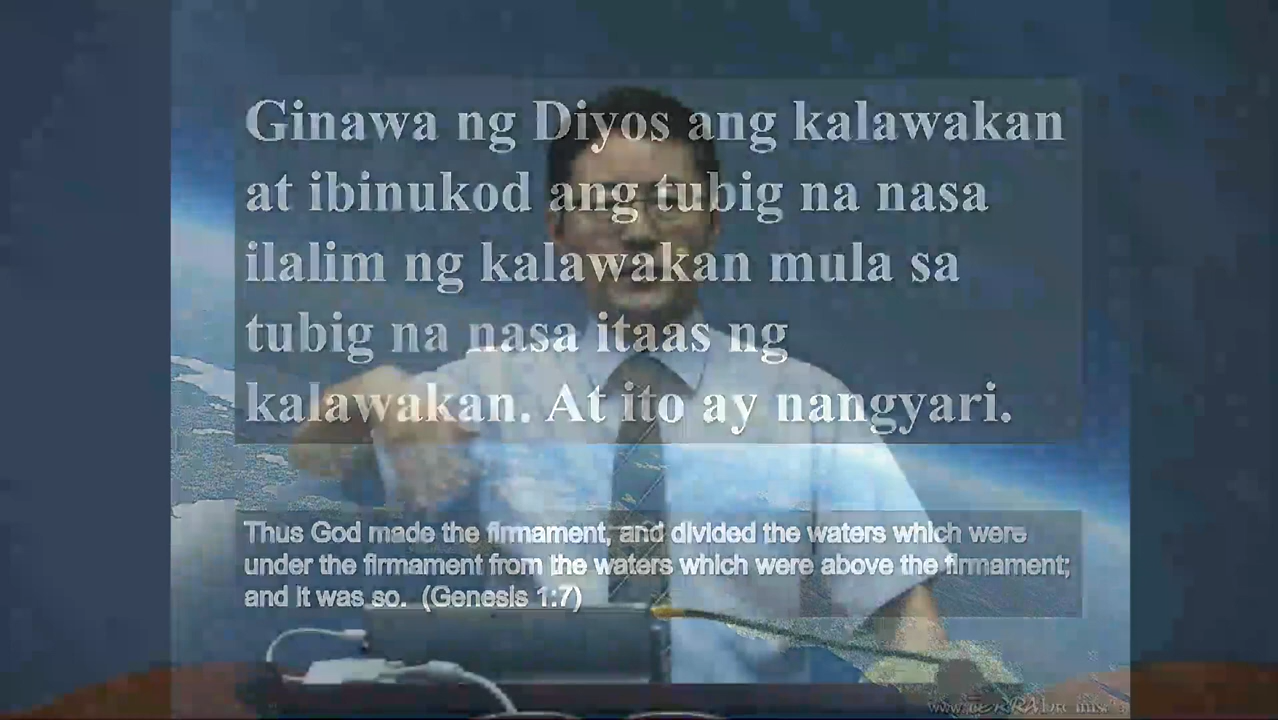 Ginawa ng Diyos ang kalawakan
at ibinukod ang tubig na nasa
ilalim ng kalawakan mula sa
tubig na nasa itaas ng
kalawakan. At ito ay nangyari.
Thus God made the firmament, and divided the waters which were
under the firmament from the waters which were above the firmament;
and it was so. (Genesis 1:7)